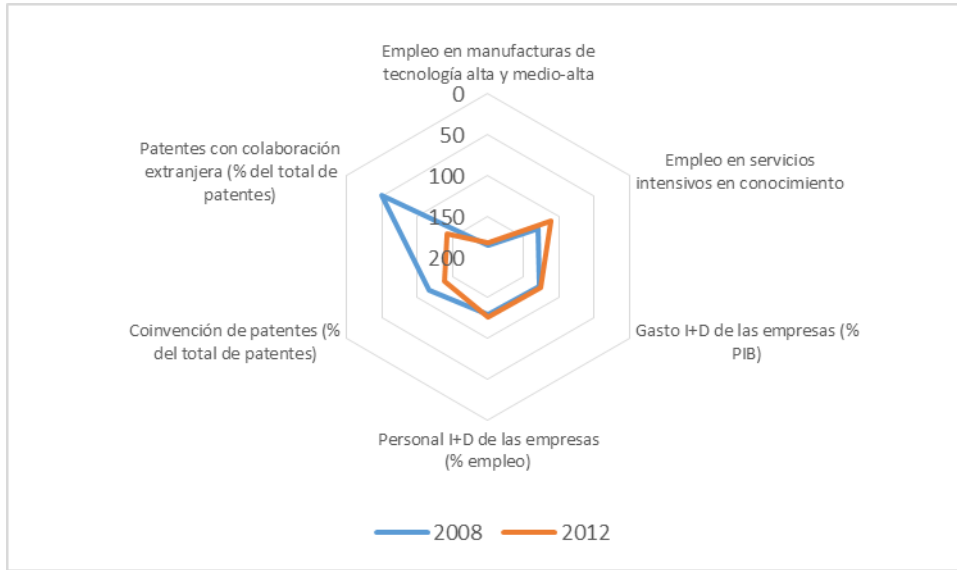 Empleo en manufacturas de
tecnología alta y medio-alta
0
50
100
150
200
Empleo en servicios
intensivos en conocimiento
Gasto I+D de las empresas (%
PIB)
Personal I+D de las empresas
(% empleo)
Coinvención de patentes (%
del total de patentes)
Patentes con colaboración
extranjera (% del total de
patentes)
2008
2012